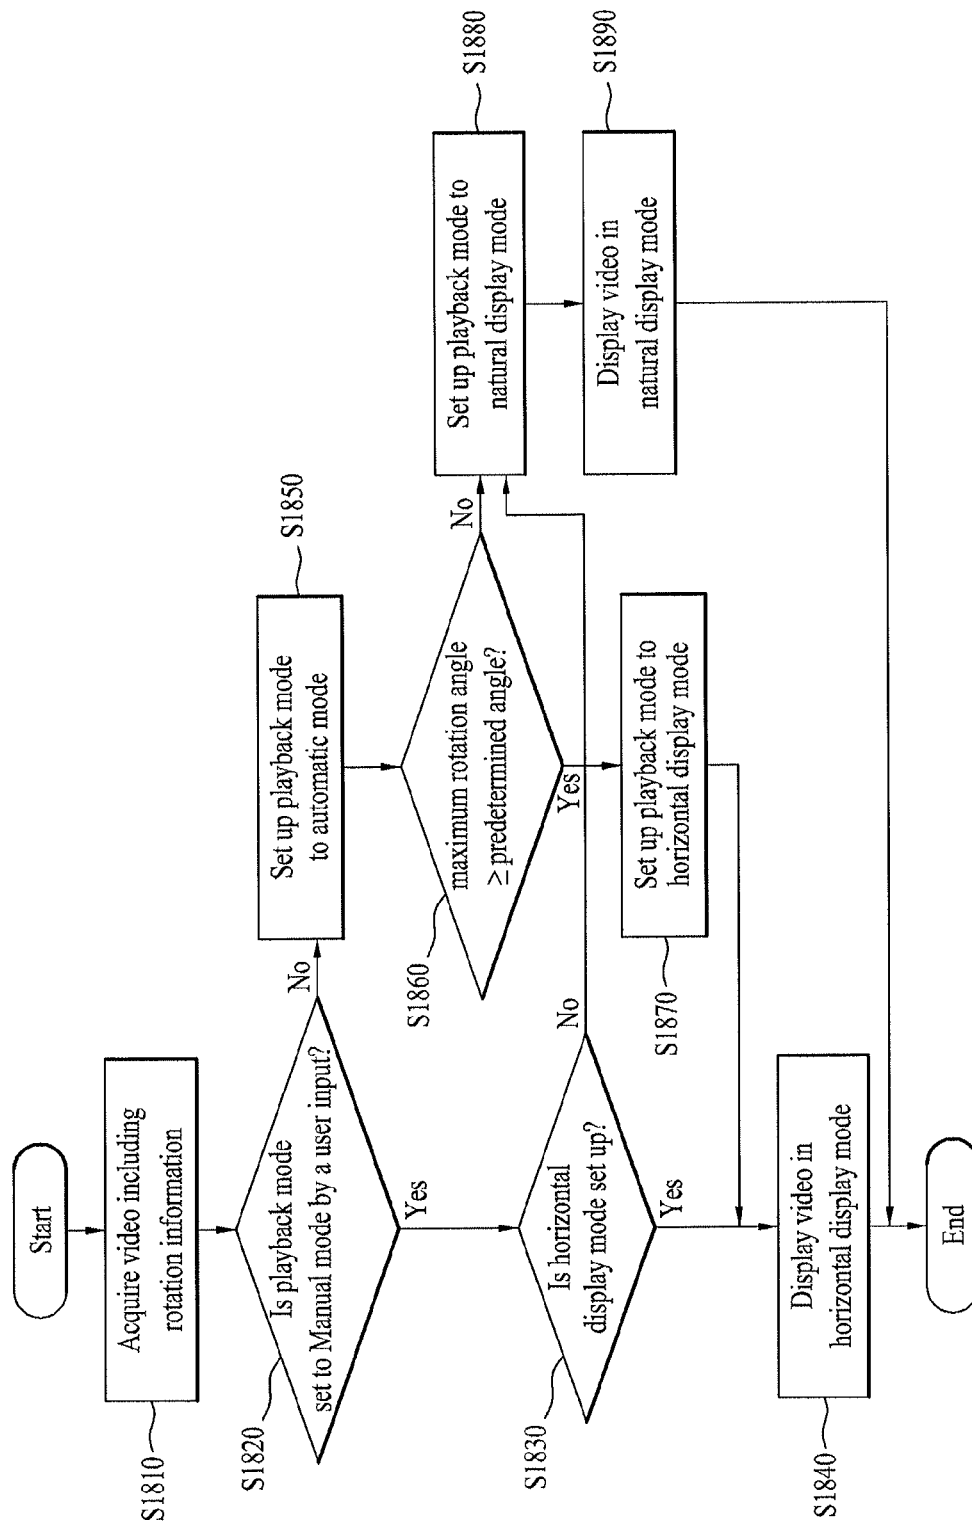 Start
Acquire video including
rotation information
S1810
Is playback mode
set to Manual mode by a user input?
S1820
No
Yes
Is horizontal
display mode set up?
S1830
No
Yes
Display video in
horizontal display mode
S1840
End
Set up playback mode
to automatic mode
S1850
maximum rotation angle
≥predetermined angle?
S1860
No
Yes
Set up playback mode to
horizontal display mode
S1870
Set up playback mode to
natural display mode
S1880
Display video in
natural display mode
S1890